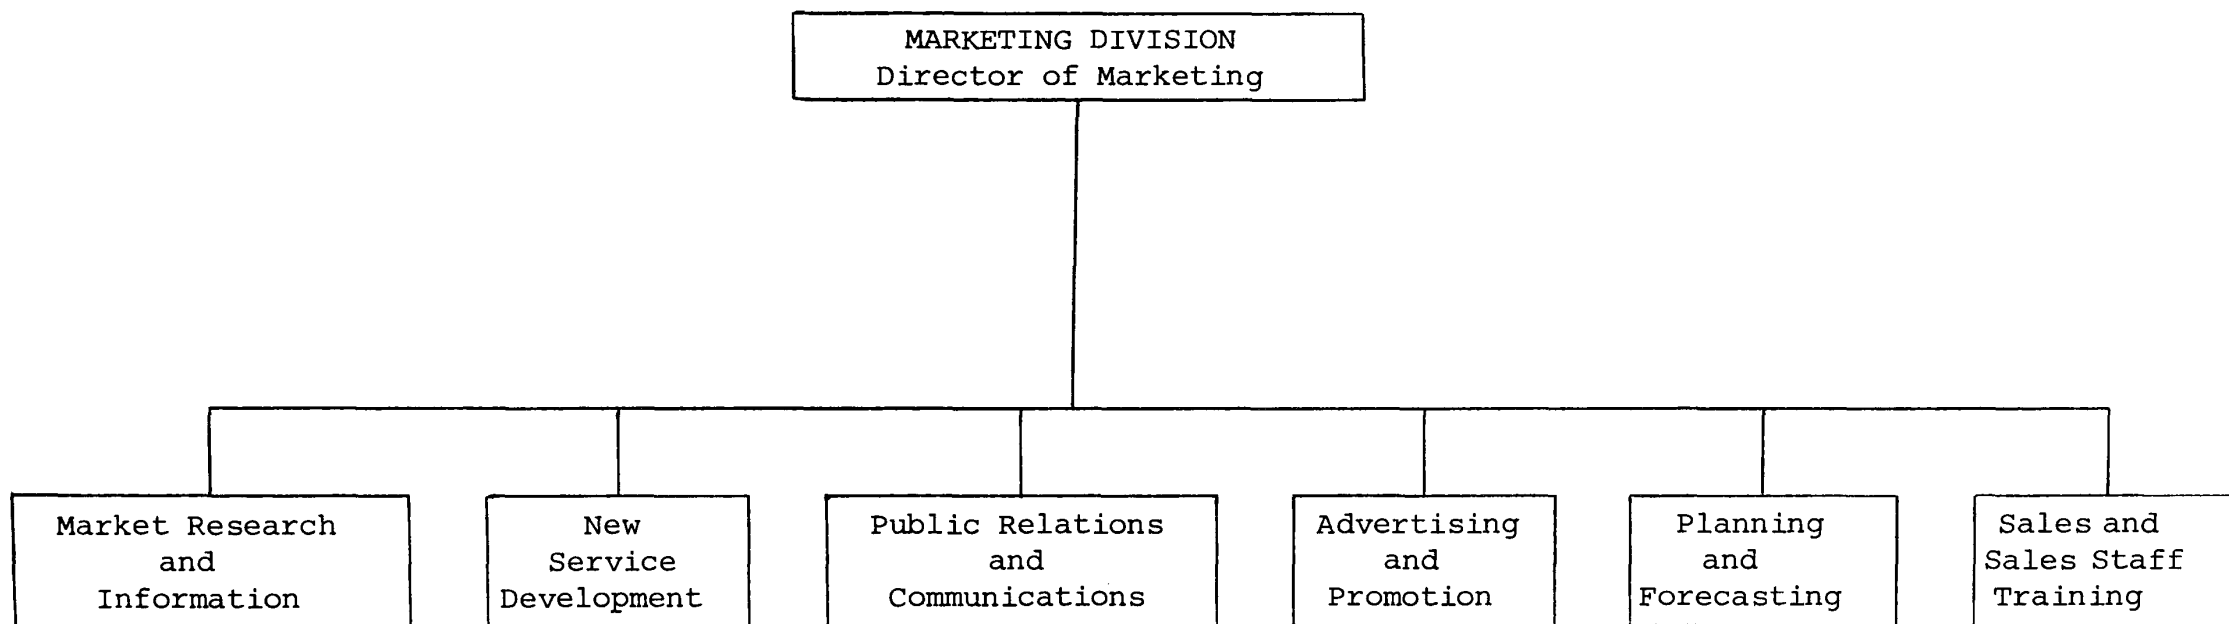 MARKETING DIVISION
Director of Marketing
Market Research
and
Information
New
Service
Development
Public Relations
and
Communications
Advertising
and
Promotion
Planning
and
Forecasting
Sales and
Sales Staff
Training